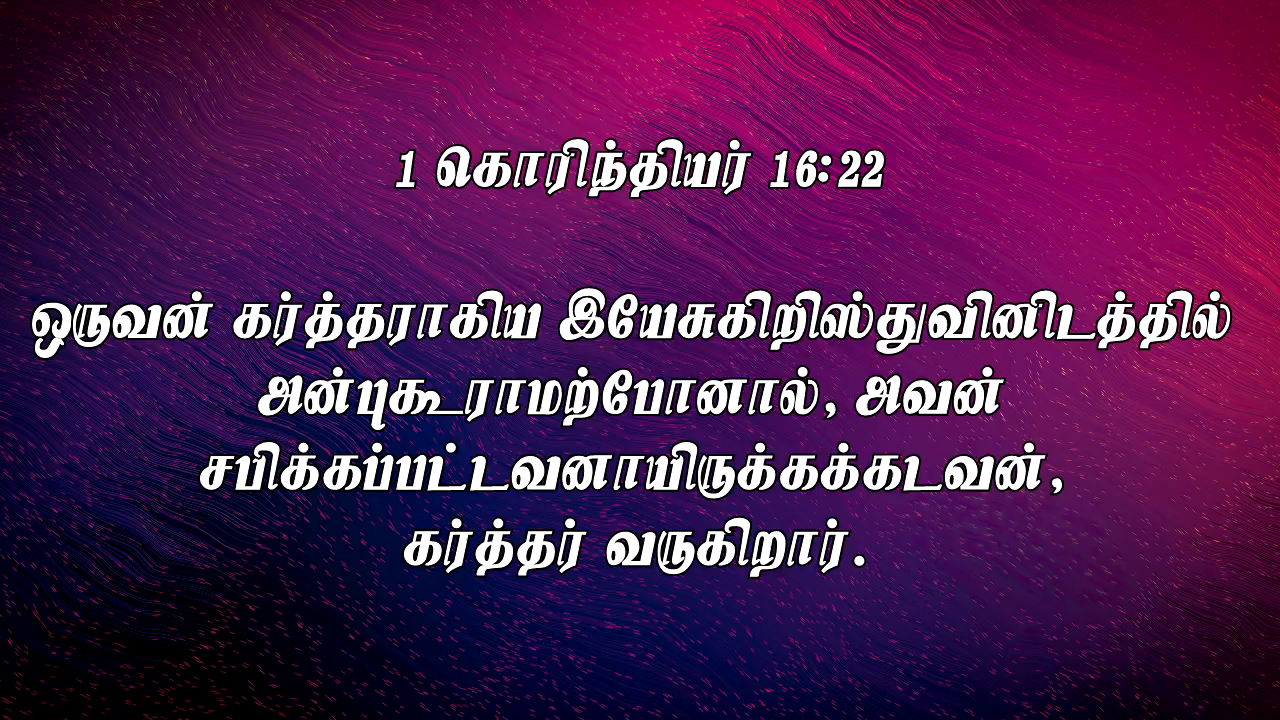 1 கொரிந்தியர் 16:22
ஒருவன் கர்த்தராகிய இயேசுகிறிஸ்துவினிடத்தில்
அன்புகூராமற்போனால், அவன்
சபிக்கப்பட்டவனாயிருக்கக்கடவன்,
கர்த்தர் வருகிறார்.